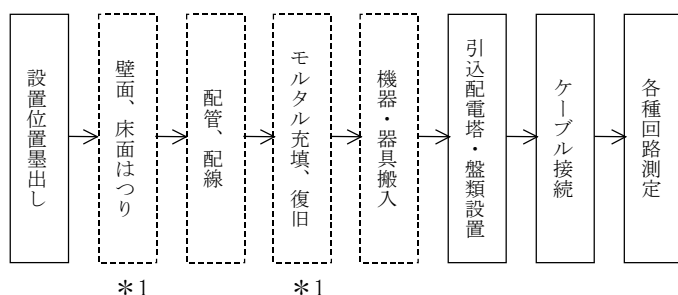 設置位置墨出し
壁面、床面はつり
配管、配線
モルタル充填、復旧
機器・器具搬入
引込配電塔・盤類設置
ケーブル接続
各種回路測定
＊1
＊1